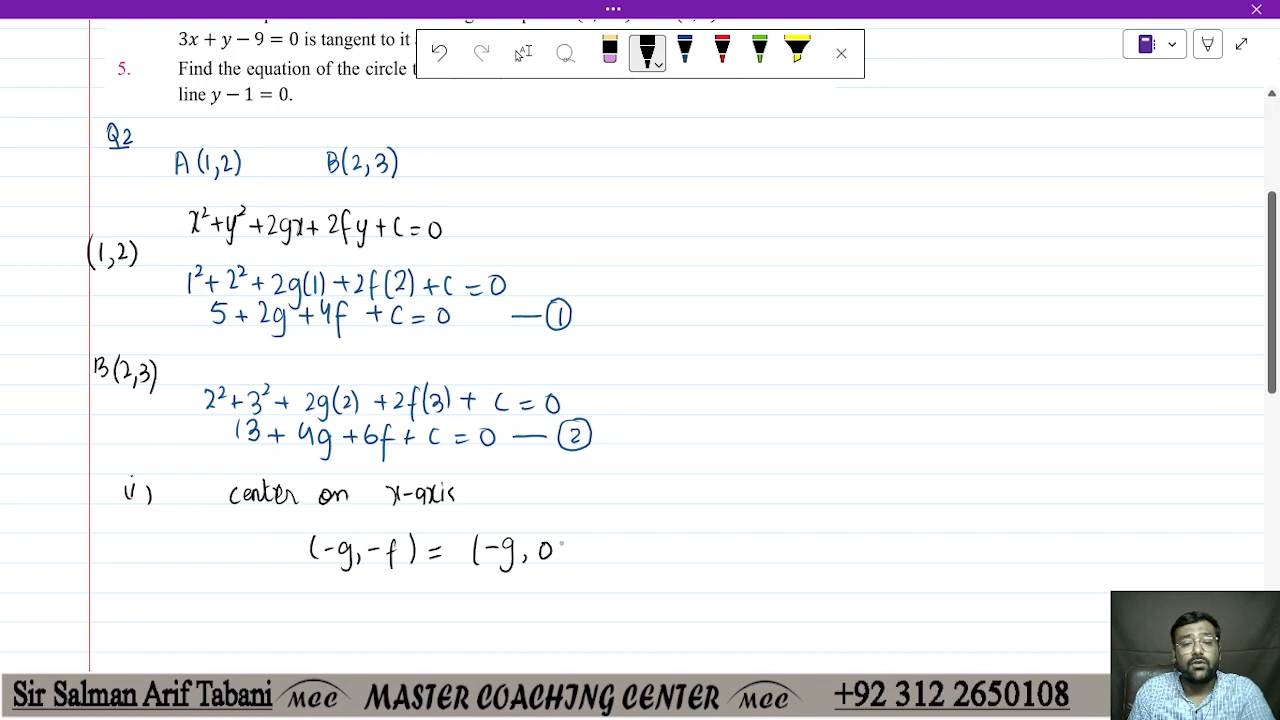 3x + y − 9 = 0 is tangent to it
5. Find the equation of the circle
line y − 1 = 0.
Q2
A(1,2) B(2,3)
x²+y²+2gx+2fy+c=0
(1,2)
1²+2²+2g(1)+2f(2)+c=0
5+2g+4f+c=0 —①
B(2,3)
2²+3²+2g(2)+2f(3)+c=0
13+4g+6f+c=0 —②
ii) center on x-axis
(-g,-f)=(-g,0
Sir Salman Arif Tabani MCC MASTER COACHING CENTER MCC +92 312 2650108